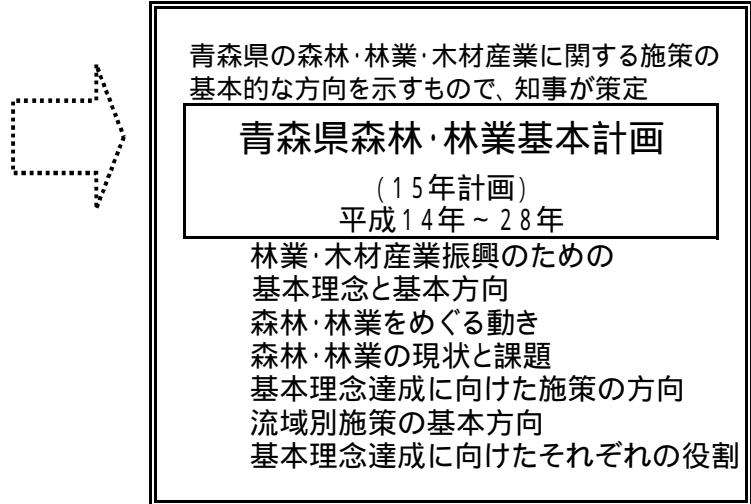 青森県の森林・林業・木材産業に関する施策の
基本的な方向を示すもので、知事が策定
青森県森林・林業基本計画
(15年計画)
平成14年~28年
林業・木材産業振興のための
基本理念と基本方向
森林・林業をめぐる動き
森林・林業の現状と課題
基本理念達成に向けた施策の方向
流域別施策の基本方向
基本理念達成に向けたそれぞれの役割